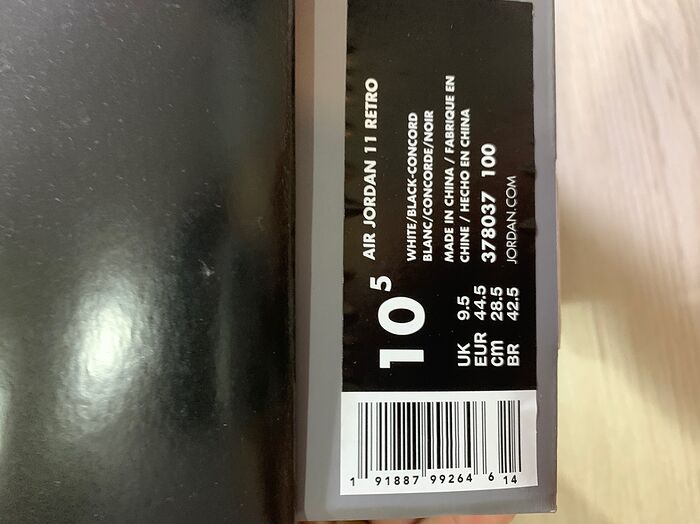 AIR JORDAN 11 RETRO
WHITE/BLACK-CONCORD
BLANC/CONCORDE/NOIR
MADE IN CHINA / FABRIQUE EN
CHINE / HECHO EN CHINA
378037 100
JORDAN.COM
10 5
UK 9.5
EUR 44.5
cm 28.5
BR 42.5
1 91887 99264 6 14